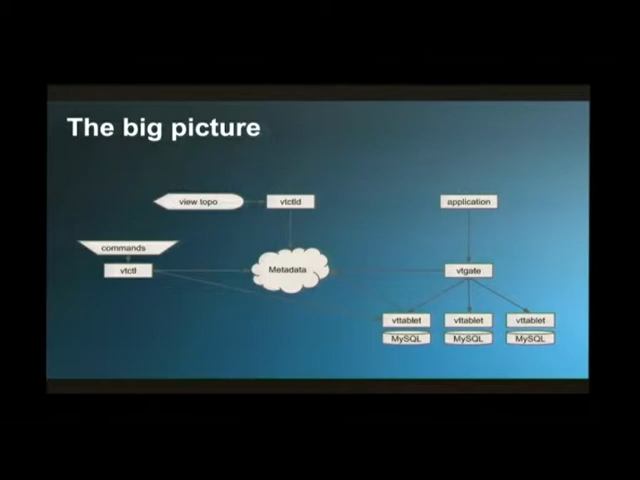 The big picture
view topo
vtctld
application
commands
vtctl
Metadata
vtgate
vttablet
vttablet
vttablet
MySQL
MySQL
MySQL